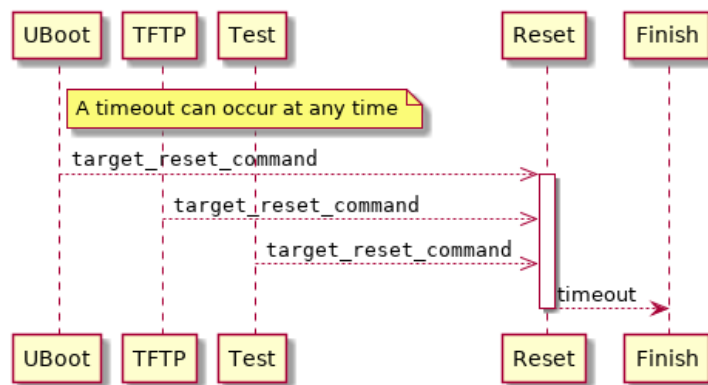 UBoot TFTP Test Reset Finish
A timeout can occur at any time
target_reset_command
target_reset_command
target_reset_command
timeout
UBoot TFTP Test Reset Finish